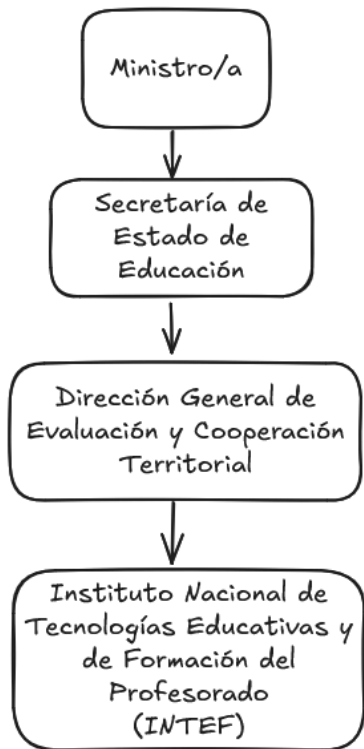 Ministro/a
Secretaría de
Estado de
Educación
Dirección General de
Evaluación y Cooperación
Territorial
Instituto Nacional de
Tecnologías Educativas y
de Formación del
Profesorado
(INTEF)